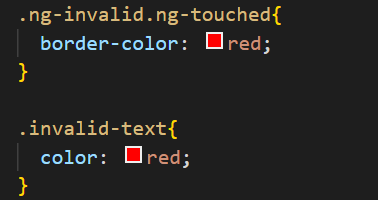 .ng-invalid.ng-touched{
  border-color: red;
}

.invalid-text{
  color: red;
}